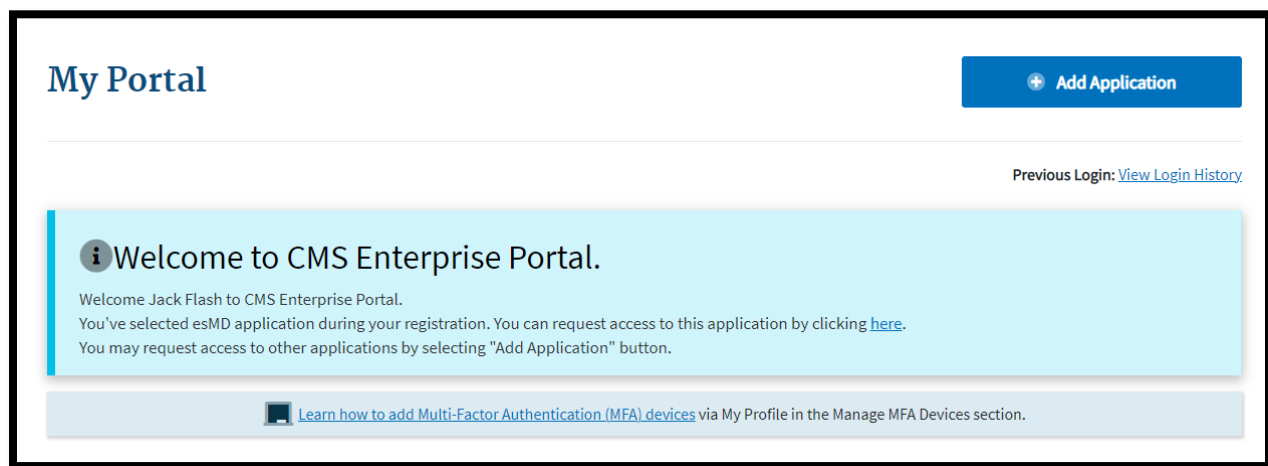 My Portal
Add Application
Previous Login: View Login History
Welcome to CMS Enterprise Portal.
Welcome Jack Flash to CMS Enterprise Portal.
You've selected esMD application during your registration. You can request access to this application by clicking here.
You may request access to other applications by selecting "Add Application" button.
Learn how to add Multi-Factor Authentication (MFA) devices via My Profile in the Manage MFA Devices section.